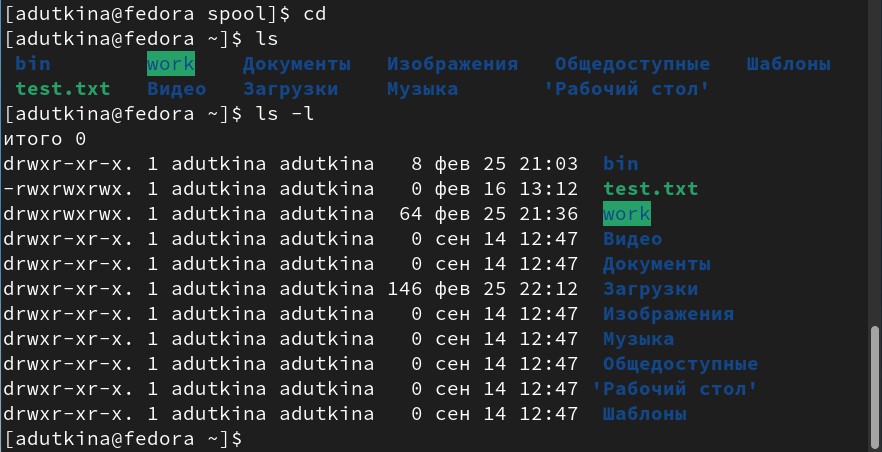 [adutkina@fedora spool]$ cd
[adutkina@fedora ~]$ ls
bin work Документы Изображения Общедоступные Шаблоны
test.txt Видео Загрузки Музыка 'Рабочий стол'
[adutkina@fedora ~]$ ls -l
итого 0
drwxr-xr-x. 1 adutkina adutkina 8 фев 25 21:03 bin
-rwxrwxrwx. 1 adutkina adutkina 0 фев 16 13:12 test.txt
drwxrwxrwx. 1 adutkina adutkina 64 фев 25 21:36 work
drwxr-xr-x. 1 adutkina adutkina 0 сен 14 12:47 Видео
drwxr-xr-x. 1 adutkina adutkina 0 сен 14 12:47 Документы
drwxr-xr-x. 1 adutkina adutkina 146 фев 25 22:12 Загрузки
drwxr-xr-x. 1 adutkina adutkina 0 сен 14 12:47 Изображения
drwxr-xr-x. 1 adutkina adutkina 0 сен 14 12:47 Музыка
drwxr-xr-x. 1 adutkina adutkina 0 сен 14 12:47 Общедоступные
drwxr-xr-x. 1 adutkina adutkina 0 сен 14 12:47 'Рабочий стол'
drwxr-xr-x. 1 adutkina adutkina 0 сен 14 12:47 Шаблоны
[adutkina@fedora ~]$